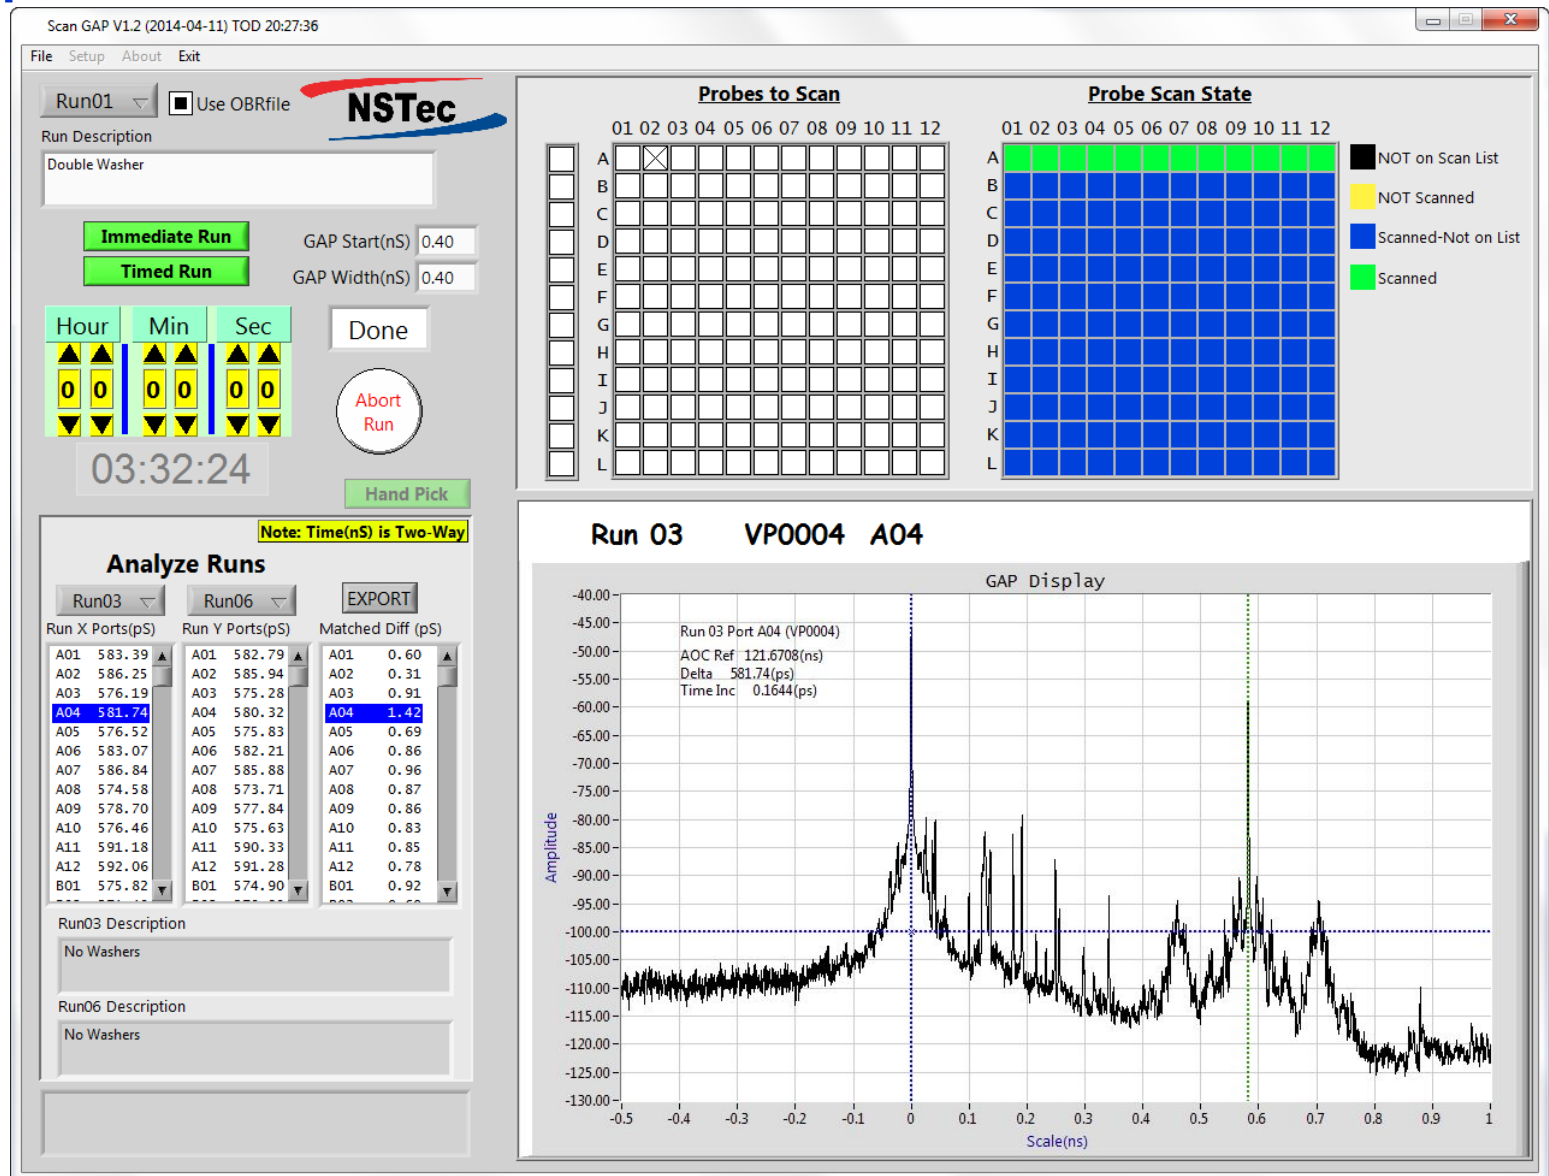 Scan GAP V1.2 (2014-04-11) TOD 20:27:36
File Setup About Exit
Run01
Use OBRfile
NSTec
Run Description
Double Washer
Immediate Run
Timed Run
GAP Start(nS) 0.40
GAP Width(nS) 0.40
Hour Min Sec
0 0 0 0 0 0
Done
Abort
Run
03:32:24
Hand Pick
Probes to Scan
01 02 03 04 05 06 07 08 09 10 11 12
A
B
C
D
E
F
G
H
I
J
K
L
Probe Scan State
01 02 03 04 05 06 07 08 09 10 11 12
A
B
C
D
E
F
G
H
I
J
K
L
NOT on Scan List
NOT Scanned
Scanned-Not on List
Scanned
Note: Time(nS) is Two-Way
Analyze Runs
Run03 Run06 EXPORT
Run X Ports(pS) Run Y Ports(pS) Matched Diff (pS)
A01 583.39 A01 582.79 A01 0.60
A02 586.25 A02 585.94 A02 0.31
A03 576.19 A03 575.28 A03 0.91
A04 581.74 A04 580.32 A04 1.42
A05 576.52 A05 575.83 A05 0.69
A06 583.07 A06 582.21 A06 0.86
A07 586.84 A07 585.88 A07 0.96
A08 574.58 A08 573.71 A08 0.87
A09 578.70 A09 577.84 A09 0.86
A10 576.46 A10 575.63 A10 0.83
A11 591.18 A11 590.33 A11 0.85
A12 592.06 A12 591.28 A12 0.78
B01 575.82 B01 574.90 B01 0.92
Run03 Description
No Washers
Run06 Description
No Washers
Run 03 VP0004 A04
GAP Display
Run 03 Port A04 (VP0004)
AOC Ref 121.6708(ns)
Delta 581.74(ps)
Time Inc 0.1644(ps)
Amplitude
-40.00
-45.00
-50.00
-55.00
-60.00
-65.00
-70.00
-75.00
-80.00
-85.00
-90.00
-95.00
-100.00
-105.00
-110.00
-115.00
-120.00
-125.00
-130.00
-0.5 -0.4 -0.3 -0.2 -0.1 0 0.1 0.2 0.3 0.4 0.5 0.6 0.7 0.8 0.9 1
Scale(ns)